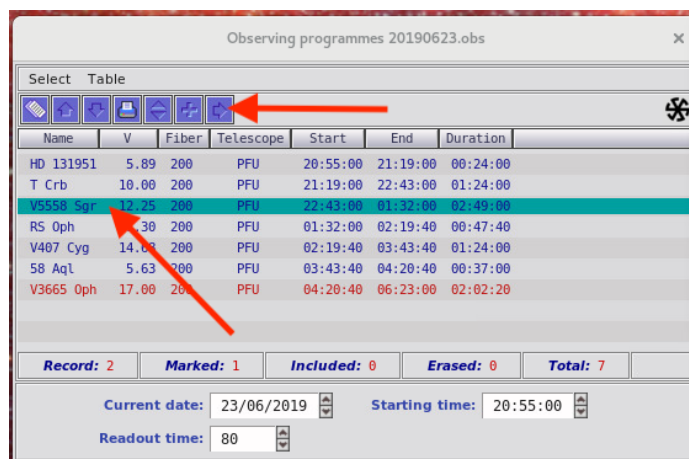 Observing programmes 20190623.obs ×
Select Table
Name V Fiber Telescope Start End Duration
HD 131951 5.89 200 PFU 20:55:00 21:19:00 00:24:00
T Crb 10.00 200 PFU 21:19:00 22:43:00 01:24:00
V5558 Sgr 12.25 200 PFU 22:43:00 01:32:00 02:49:00
RS Oph .30 200 PFU 01:32:00 02:19:40 00:47:40
V407 Cyg 200 PFU 02:19:40 03:43:40 01:24:00
58 Aql 5.63 200 PFU 03:43:40 04:20:40 00:37:00
V3665 Oph 17.00 200 PFU 04:20:40 06:23:00 02:02:20
Record: 2 Marked: 1 Included: 0 Erased: 0 Total: 7
Current date: 23/06/2019 Starting time: 20:55:00
Readout time: 80